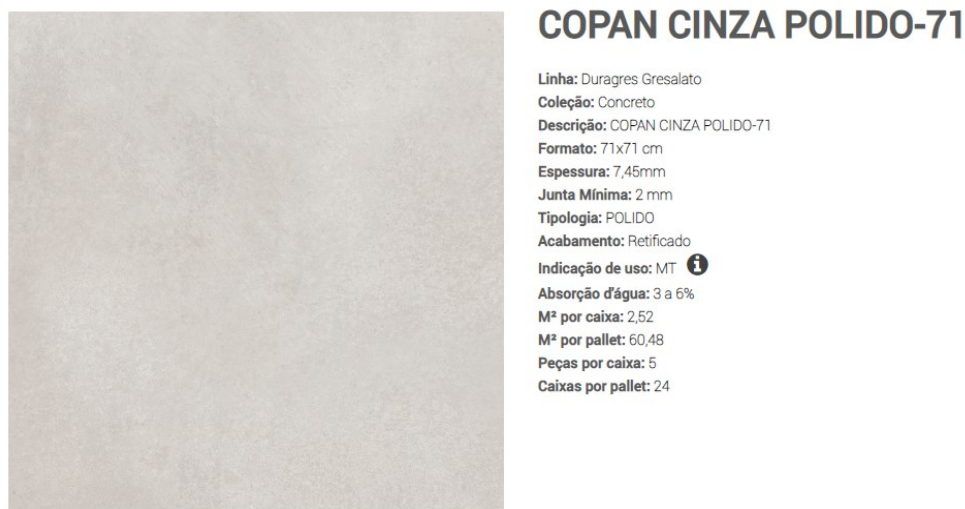 COPAN CINZA POLIDO-71
Linha: Duragres Gresalato
Coleção: Concreto
Descrição: COPAN CINZA POLIDO-71
Formato: 71x71 cm
Espessura: 7,45mm
Junta Mínima: 2 mm
Tipologia: POLIDO
Acabamento: Retificado
Indicação de uso: MT
Absorção d'água: 3 a 6%
M² por caixa: 2,52
M² por pallet: 60,48
Peças por caixa: 5
Caixas por pallet: 24